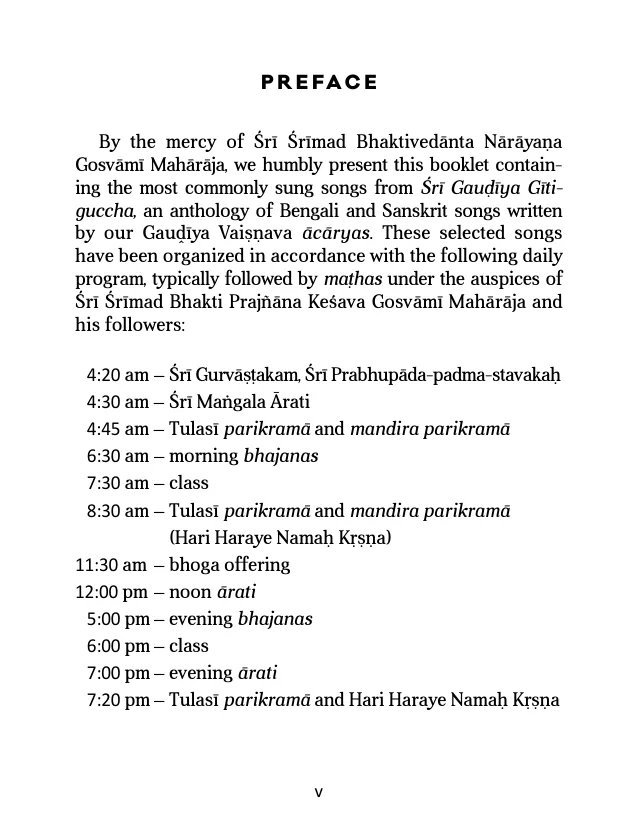 PREFACE
By the mercy of Śrī Śrīmad Bhaktivedānta Nārāyaṇa
Gosvāmī Mahārāja, we humbly present this booklet contain-
ing the most commonly sung songs from Śrī Gauḍīya Gīti-
guccha, an anthology of Bengali and Sanskrit songs written
by our Gauḍīya Vaiṣṇava ācāryas. These selected songs
have been organized in accordance with the following daily
program, typically followed by maṭhas under the auspices of
Śrī Śrīmad Bhakti Prajñāna Keśava Gosvāmī Mahārāja and
his followers:
4:20 am – Śrī Gurvāṣṭakam, Śrī Prabhupāda-padma-stavakaḥ
4:30 am – Śrī Maṅgala Ārati
4:45 am – Tulasī parikramā and mandira parikramā
6:30 am – morning bhajanas
7:30 am – class
8:30 am – Tulasī parikramā and mandira parikramā
(Hari Haraye Namaḥ Kṛṣṇa)
11:30 am – bhoga offering
12:00 pm – noon ārati
5:00 pm – evening bhajanas
6:00 pm – class
7:00 pm – evening ārati
7:20 pm – Tulasī parikramā and Hari Haraye Namaḥ Kṛṣṇa
v